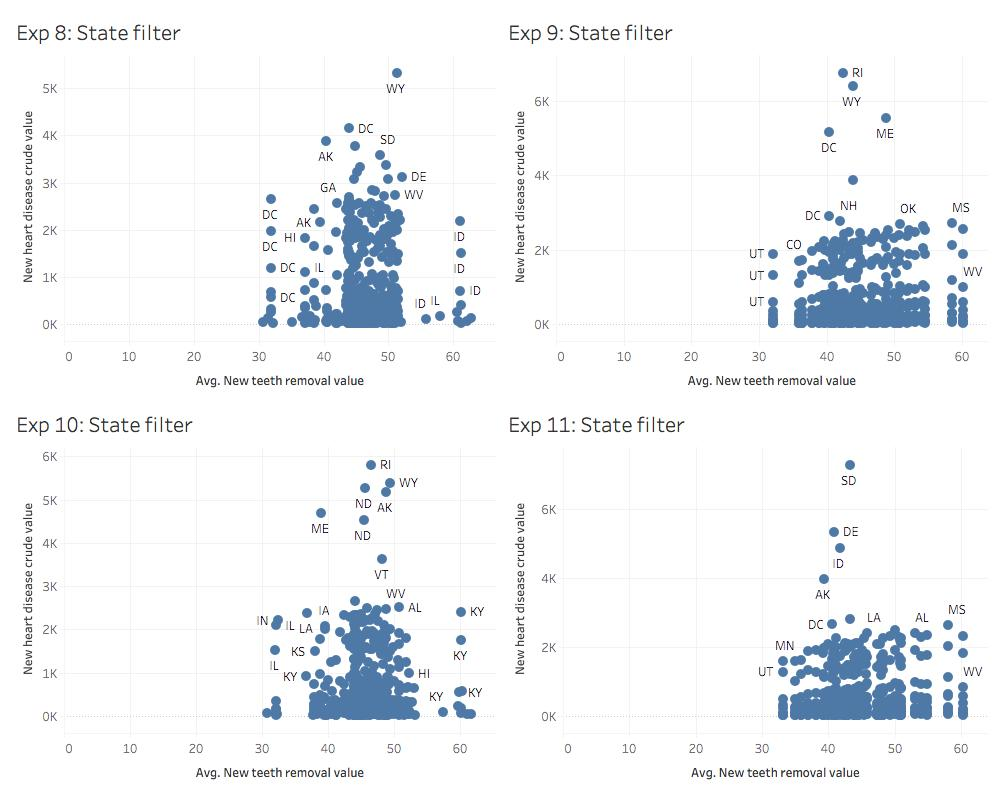 Exp 8: State filter
New heart disease crude value
5K
4K
3K
2K
1K
0K
WY
DC
SD
AK
DE
GA
WV
DC
AK
HI
DC
DC
IL
DC
ID
ID
ID
ID
IL
0
10
20
30
40
50
60
Avg. New teeth removal value
Exp 9: State filter
New heart disease crude value
6K
4K
2K
0K
RI
WY
ME
DC
NH
DC
OK
MS
CO
UT
UT
UT
WV
0
10
20
30
40
50
60
Avg. New teeth removal value
Exp 10: State filter
New heart disease crude value
6K
5K
4K
3K
2K
1K
0K
RI
WY
ND
AK
ME
ND
VT
WV
AL
IA
IN
IL
LA
KY
KS
KY
IL
KY
HI
KY
KY
0
10
20
30
40
50
60
Avg. New teeth removal value
Exp 11: State filter
New heart disease crude value
6K
4K
2K
0K
SD
DE
ID
AK
DC
LA
AL
MS
MN
UT
WV
0
10
20
30
40
50
60
Avg. New teeth removal value